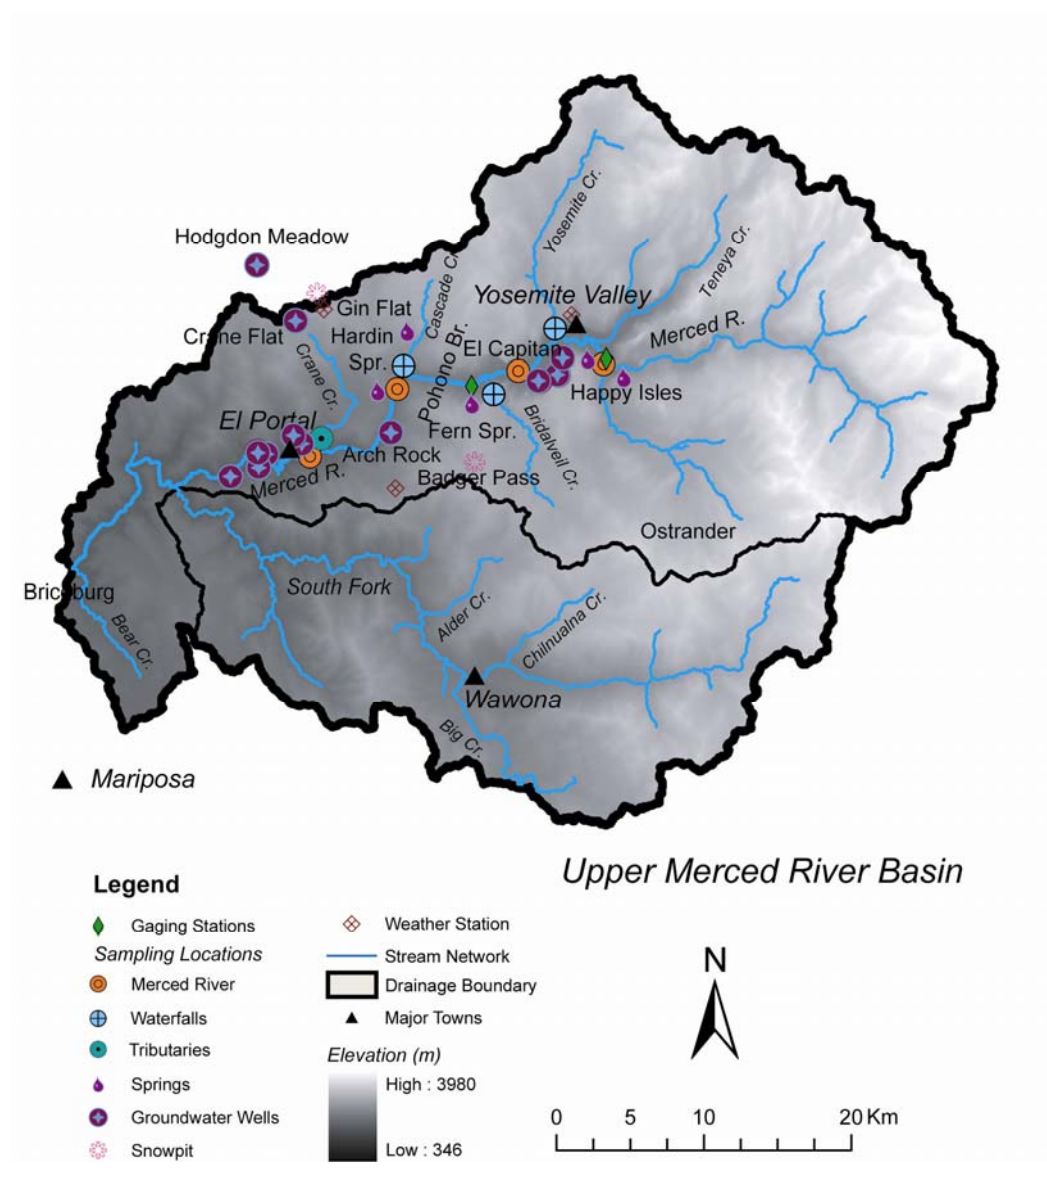 Yosemite Cr.
Hodgdon Meadow
Teneya Cr.
Cascade Cr.
Yosemite Valley
Gin Flat
Merced R.
Crane Flat
Hardin
Spr.
El Capitan
Pohono Br.
Crane Cr.
Happy Isles
El Portal
Fern Spr.
Bridalveil Cr.
Arch Rock
Merced R.
Badger Pass
Ostrander
South Fork
Briceburg
Alder Cr.
Chilnualna Cr.
Bear Cr.
Wawona
Big Cr.
Mariposa
Upper Merced River Basin
Legend
Gaging Stations
Sampling Locations
Merced River
Waterfalls
Tributaries
Springs
Groundwater Wells
Snowpit
Weather Station
Stream Network
Drainage Boundary
Major Towns
Elevation (m)
High : 3980
Low : 346
N
0 5 10 20 Km